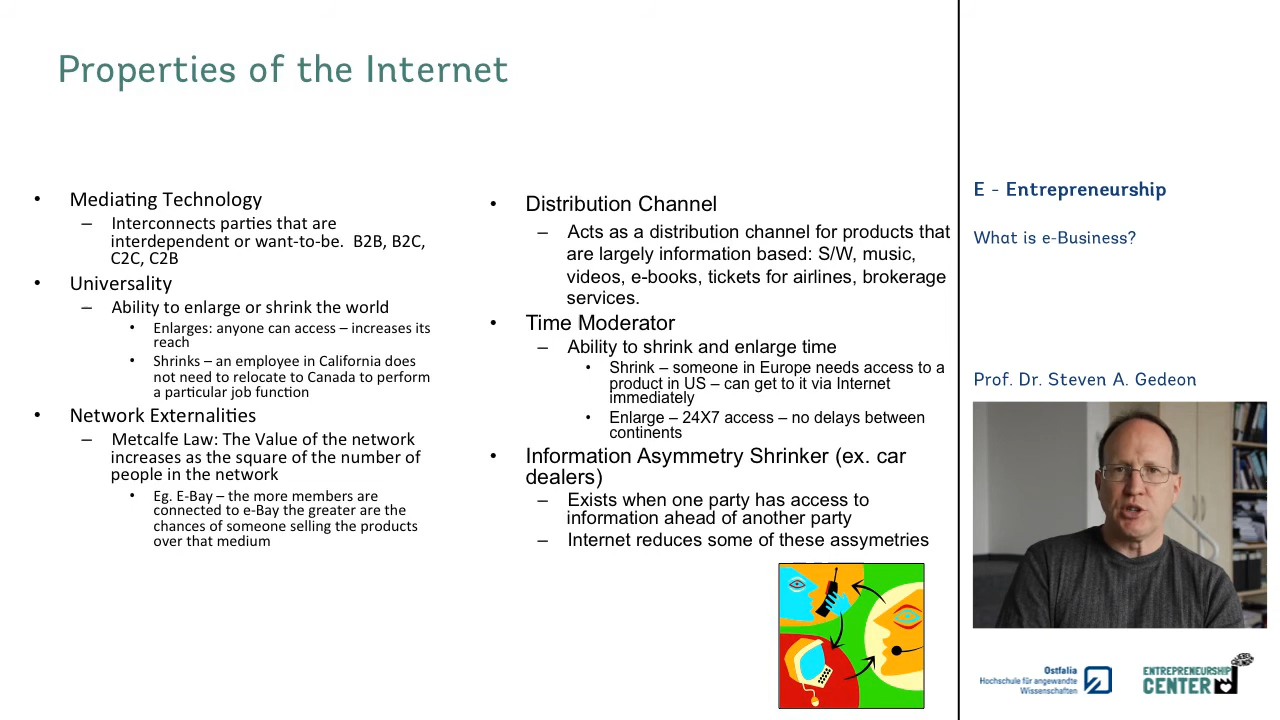 Properties of the Internet
• Mediating Technology
– Interconnects parties that are
interdependent or want-to-be. B2B, B2C,
C2C, C2B
• Universality
– Ability to enlarge or shrink the world
• Enlarges: anyone can access – increases its
reach
• Shrinks – an employee in California does
not need to relocate to Canada to perform
a particular job function
• Network Externalities
– Metcalfe Law: The Value of the network
increases as the square of the number of
people in the network
• Eg. E-Bay – the more members are
connected to e-Bay the greater are the
chances of someone selling the products
over that medium
• Distribution Channel
– Acts as a distribution channel for products that
are largely information based: S/W, music,
videos, e-books, tickets for airlines, brokerage
services.
• Time Moderator
– Ability to shrink and enlarge time
• Shrink – someone in Europe needs access to a
product in US – can get to it via Internet
immediately
• Enlarge – 24X7 access – no delays between
continents
• Information Asymmetry Shrinker (ex. car
dealers)
– Exists when one party has access to
information ahead of another party
– Internet reduces some of these assymetries
E - Entrepreneurship
What is e-Business?
Prof. Dr. Steven A. Gedeon
Ostfalia
Hochschule für angewandte
Wissenschaften
ENTREPRENEURSHIP
CENTER